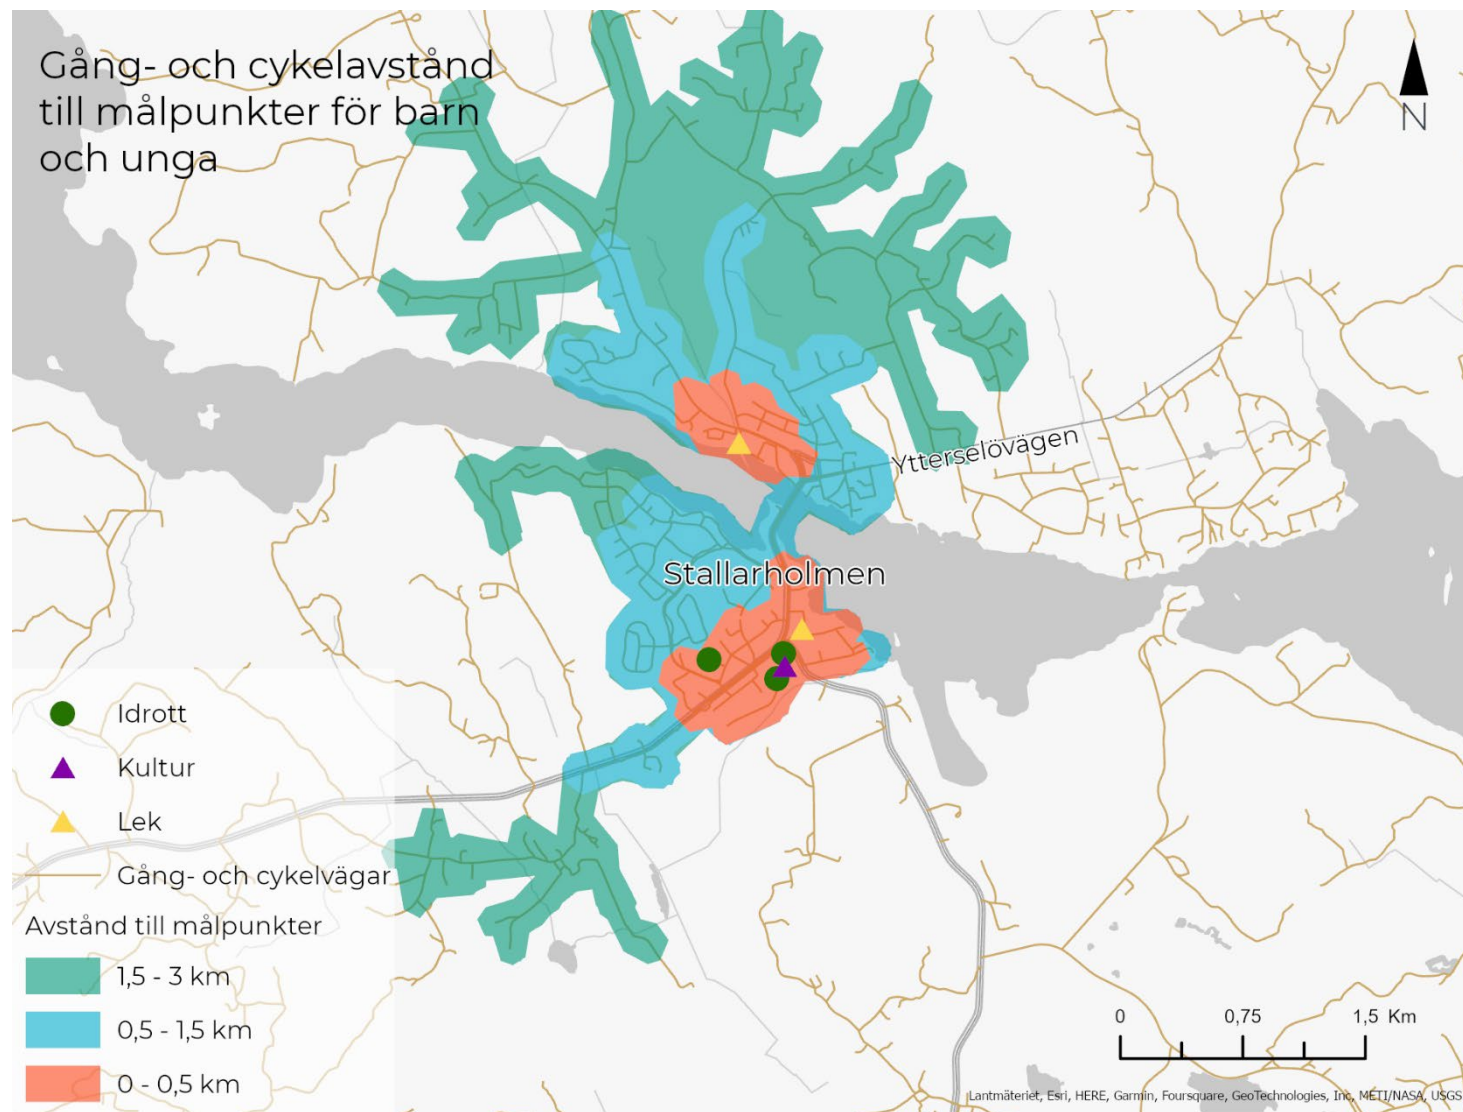 Gång- och cykelavstånd
till målpunkter för barn
och unga
N
Ytterselövägen
Stallarholmen
Idrott
Kultur
Lek
Gång- och cykelvägar
Avstånd till målpunkter
1,5 - 3 km
0,5 - 1,5 km
0 - 0,5 km
0 0,75 1,5 Km
Lantmäteriet, Esri, HERE, Garmin, Foursquare, GeoTechnologies, Inc, METI/NASA, USGS